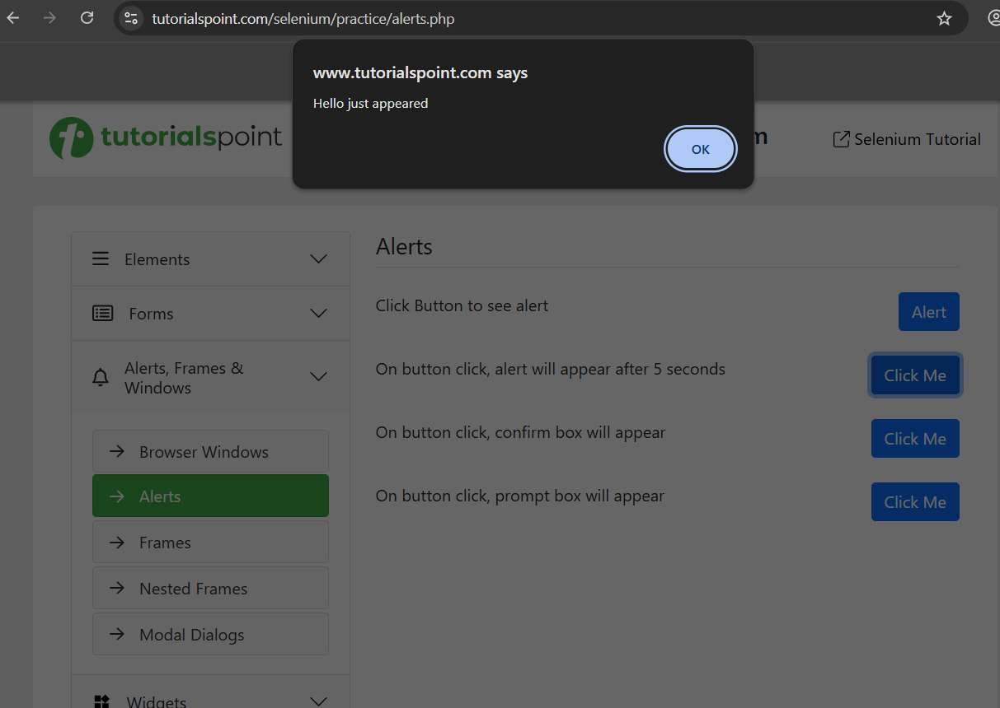 tutorialspoint.com/selenium/practice/alerts.php
www.tutorialspoint.com says
Hello just appeared
OK
tutorialspoint
m
Selenium Tutorial
Elements
Forms
Alerts, Frames &
Windows
Browser Windows
Alerts
Frames
Nested Frames
Modal Dialogs
Widgets
Alerts
Click Button to see alert
Alert
On button click, alert will appear after 5 seconds
Click Me
On button click, confirm box will appear
Click Me
On button click, prompt box will appear
Click Me